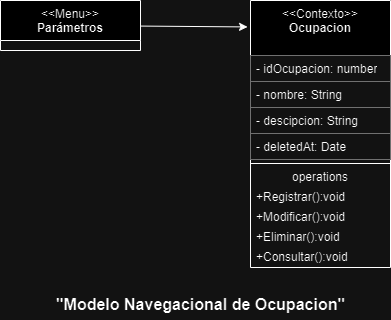 <<Menu>>
Parámetros
<<Contexto>>
Ocupacion
- idOcupacion: number
- nombre: String
- descipcion: String
- deletedAt: Date
operations
+Registrar():void
+Modificar():void
+Eliminar():void
+Consultar():void
"Modelo Navegacional de Ocupacion"